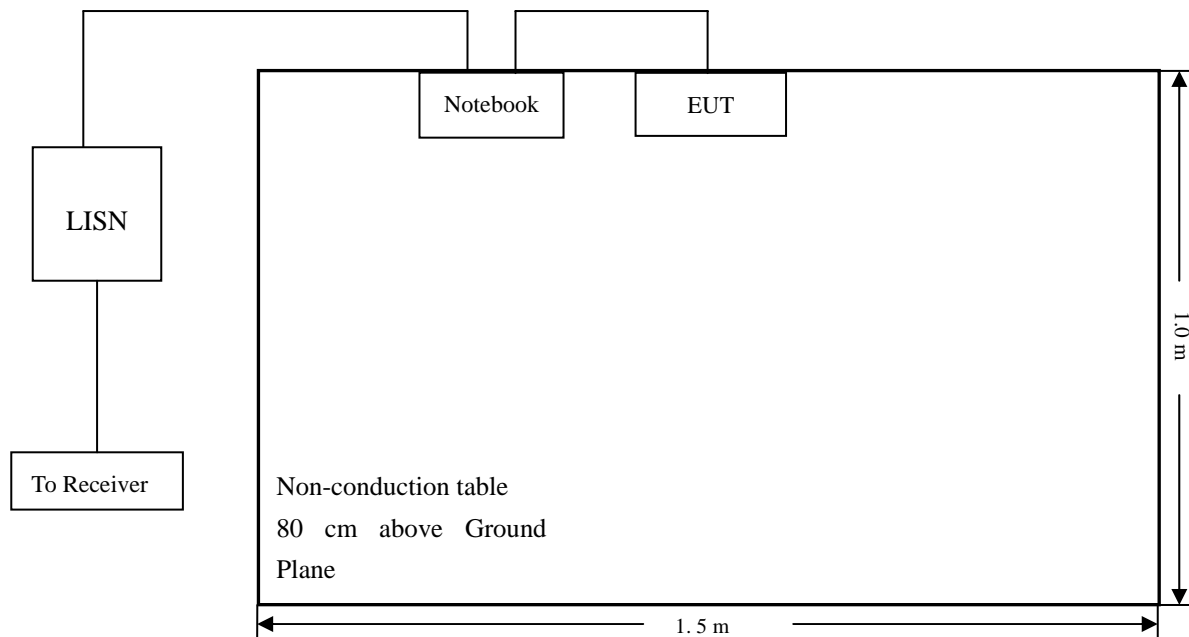 Notebook
EUT
LISN
1.0 m
To Receiver
Non-conduction table
80 cm above Ground
Plane
1. 5 m